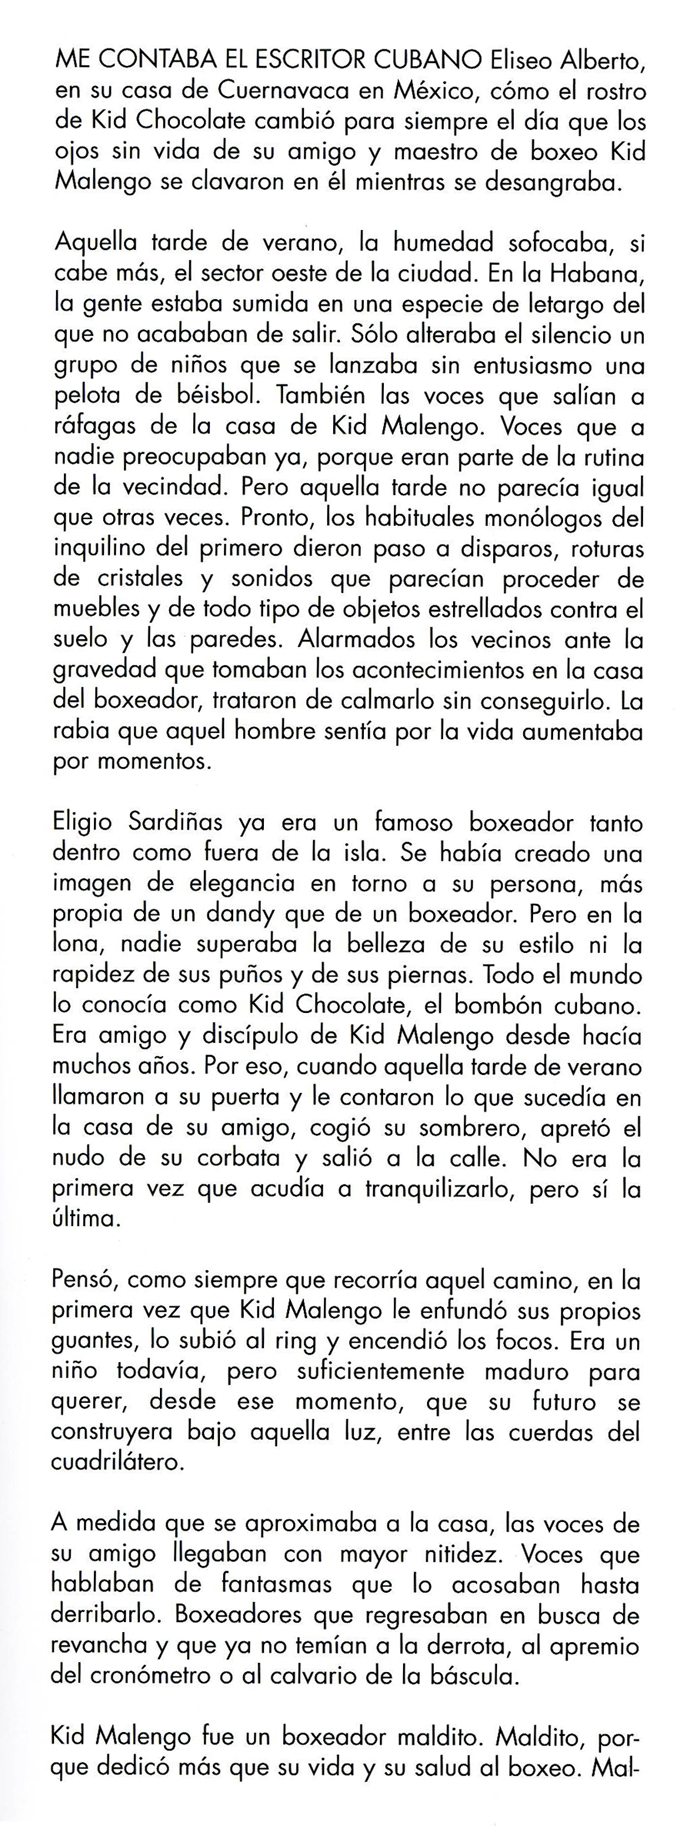 ME CONTABA EL ESCRITOR CUBANO Eliseo Alberto,
en su casa de Cuernavaca en México, cómo el rostro
de Kid Chocolate cambió para siempre el día que los
ojos sin vida de su amigo y maestro de boxeo Kid
Malengo se clavaron en él mientras se desangraba.

Aquella tarde de verano, la humedad sofocaba, si
cabe más, el sector oeste de la ciudad. En la Habana,
la gente estaba sumida en una especie de letargo del
que no acababan de salir. Sólo alteraba el silencio un
grupo de niños que se lanzaba sin entusiasmo una
pelota de béisbol. También las voces que salían a
ráfagas de la casa de Kid Malengo. Voces que a
nadie preocupaban ya, porque eran parte de la rutina
de la vecindad. Pero aquella tarde no parecía igual
que otras veces. Pronto, los habituales monólogos del
inquilino del primero dieron paso a disparos, roturas
de cristales y sonidos que parecían proceder de
muebles y de todo tipo de objetos estrellados contra el
suelo y las paredes. Alarmados los vecinos ante la
gravedad que tomaban los acontecimientos en la casa
del boxeador, trataron de calmarlo sin conseguirlo. La
rabia que aquel hombre sentía por la vida aumentaba
por momentos.

Eligio Sardiñas ya era un famoso boxeador tanto
dentro como fuera de la isla. Se había creado una
imagen de elegancia en torno a su persona, más
propia de un dandy que de un boxeador. Pero en la
lona, nadie superaba la belleza de su estilo ni la
rapidez de sus puños y de sus piernas. Todo el mundo
lo conocía como Kid Chocolate, el bombón cubano.
Era amigo y discípulo de Kid Malengo desde hacía
muchos años. Por eso, cuando aquella tarde de verano
llamaron a su puerta y le contaron lo que sucedía en
la casa de su amigo, cogió su sombrero, apretó el
nudo de su corbata y salió a la calle. No era la
primera vez que acudía a tranquilizarlo, pero sí la
última.

Pensó, como siempre que recorría aquel camino, en la
primera vez que Kid Malengo le enfundó sus propios
guantes, lo subió al ring y encendió los focos. Era un
niño todavía, pero suficientemente maduro para
querer, desde ese momento, que su futuro se
construyera bajo aquella luz, entre las cuerdas del
cuadrilátero.

A medida que se aproximaba a la casa, las voces de
su amigo llegaban con mayor nitidez. Voces que
hablaban de fantasmas que lo acosaban hasta
derribarlo. Boxeadores que regresaban en busca de
revancha y que ya no temían a la derrota, al apremio
del cronómetro o al calvario de la báscula.

Kid Malengo fue un boxeador maldito. Maldito, por-
que dedicó más que su vida y su salud al boxeo. Mal-